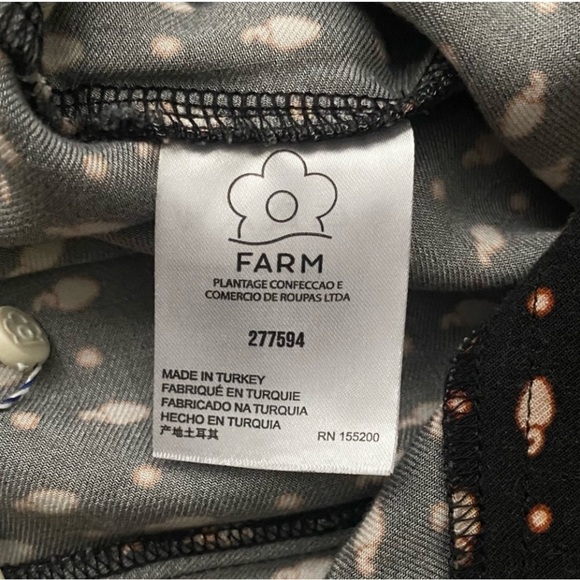 FARM
PLANTAGE CONFECCAO E
COMERCIO DE ROUPAS LTDA
277594
MADE IN TURKEY
FABRIQUÉ EN TURQUIE
FABRICADO NA TURQUIA
HECHO EN TURQUIA
产地土耳其
RN 155200